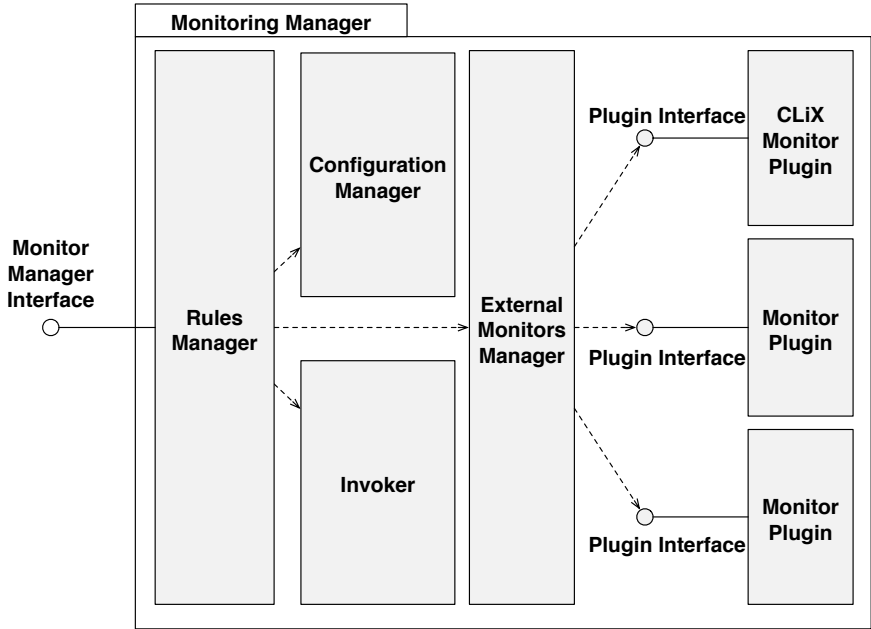 Monitoring Manager
Monitor
Manager
Interface
Rules
Manager
Configuration
Manager
Invoker
External
Monitors
Manager
Plugin Interface
CLiX
Monitor
Plugin
Plugin Interface
Monitor
Plugin
Plugin Interface
Monitor
Plugin